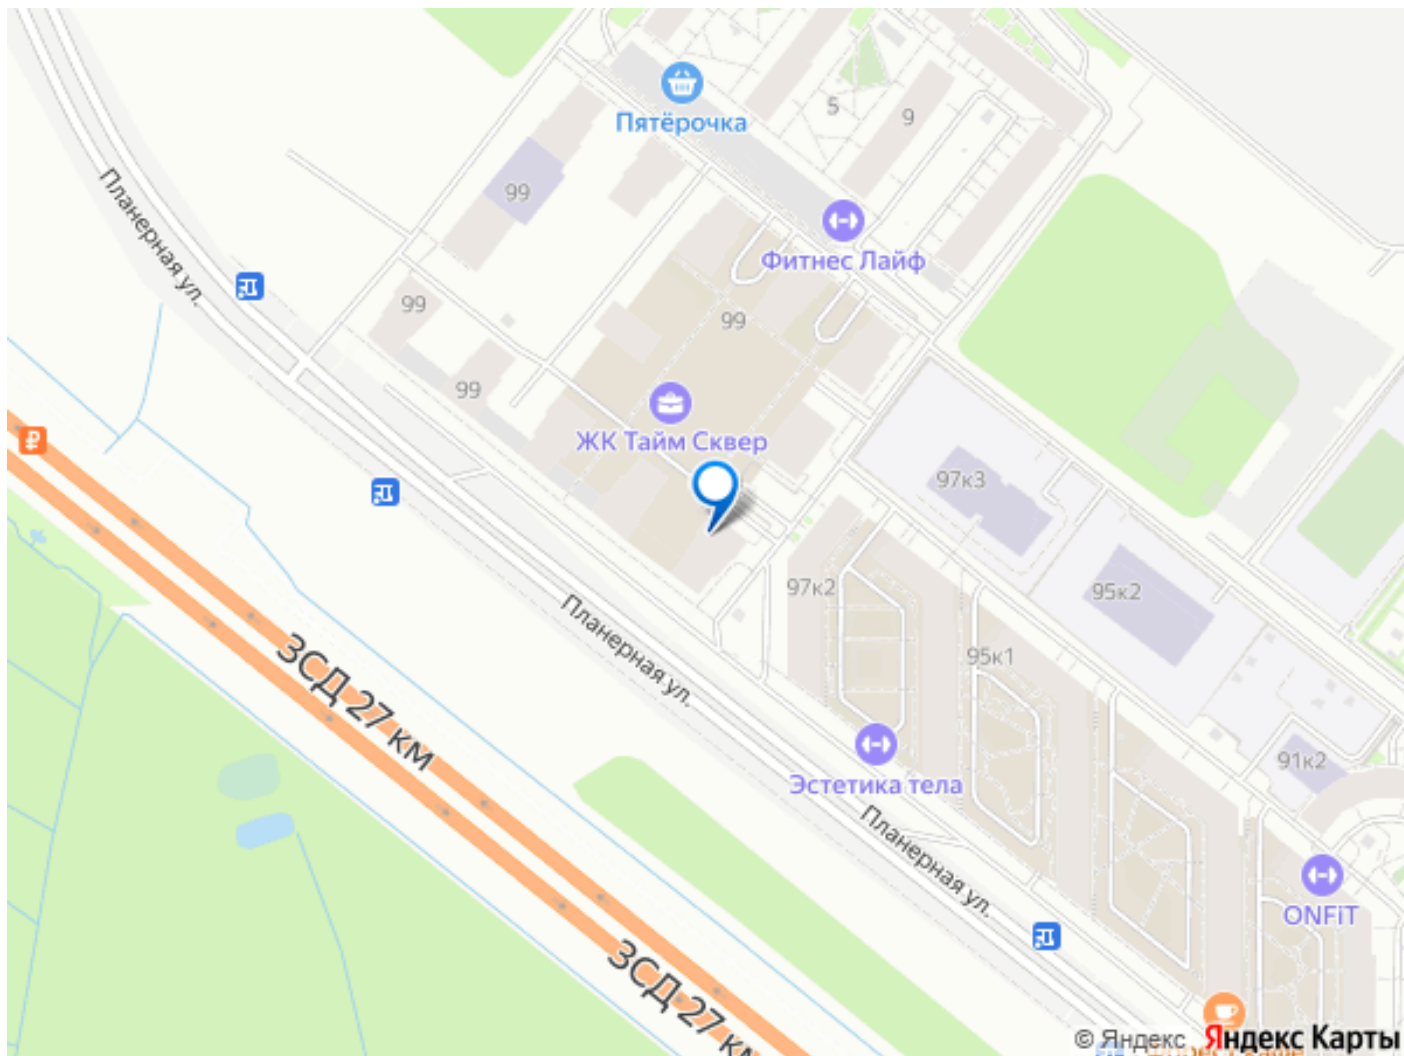 Пятёрочка
5
9
99
Планерная ул.
Фитнес Лайф
99
99
99
ЖК Тайм Сквер
97к3
97к2
95к2
Планерная ул.
95к1
ЗСД 27 км
Эстетика тела
91к2
Планерная ул.
ONFiT
ЗСД 27 км
© Яндекс Яндекс Карты